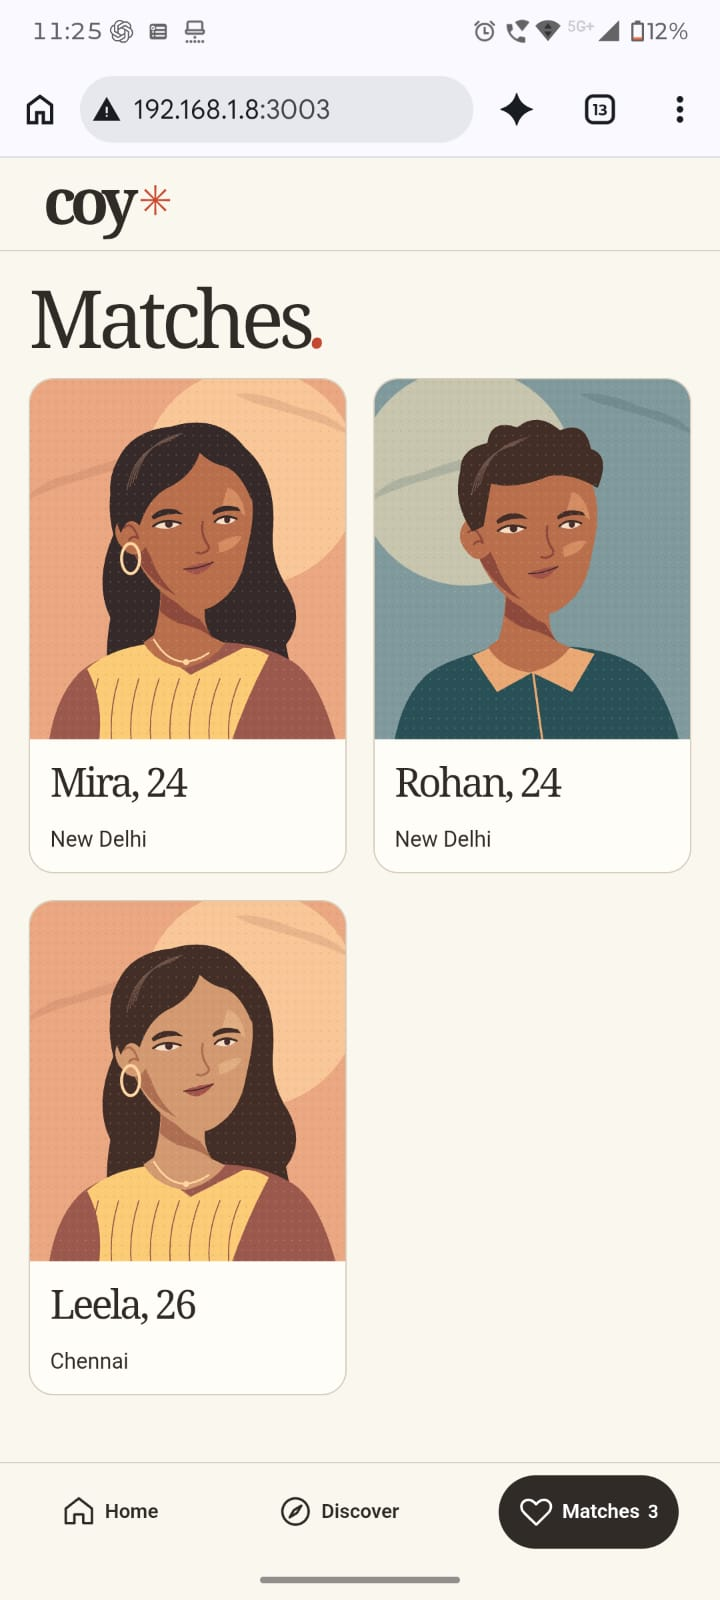 11:25 5G+ 12%
192.168.1.8:3003 13
coy*
Matches.
Mira, 24
New Delhi
Rohan, 24
New Delhi
Leela, 26
Chennai
Home Discover Matches 3